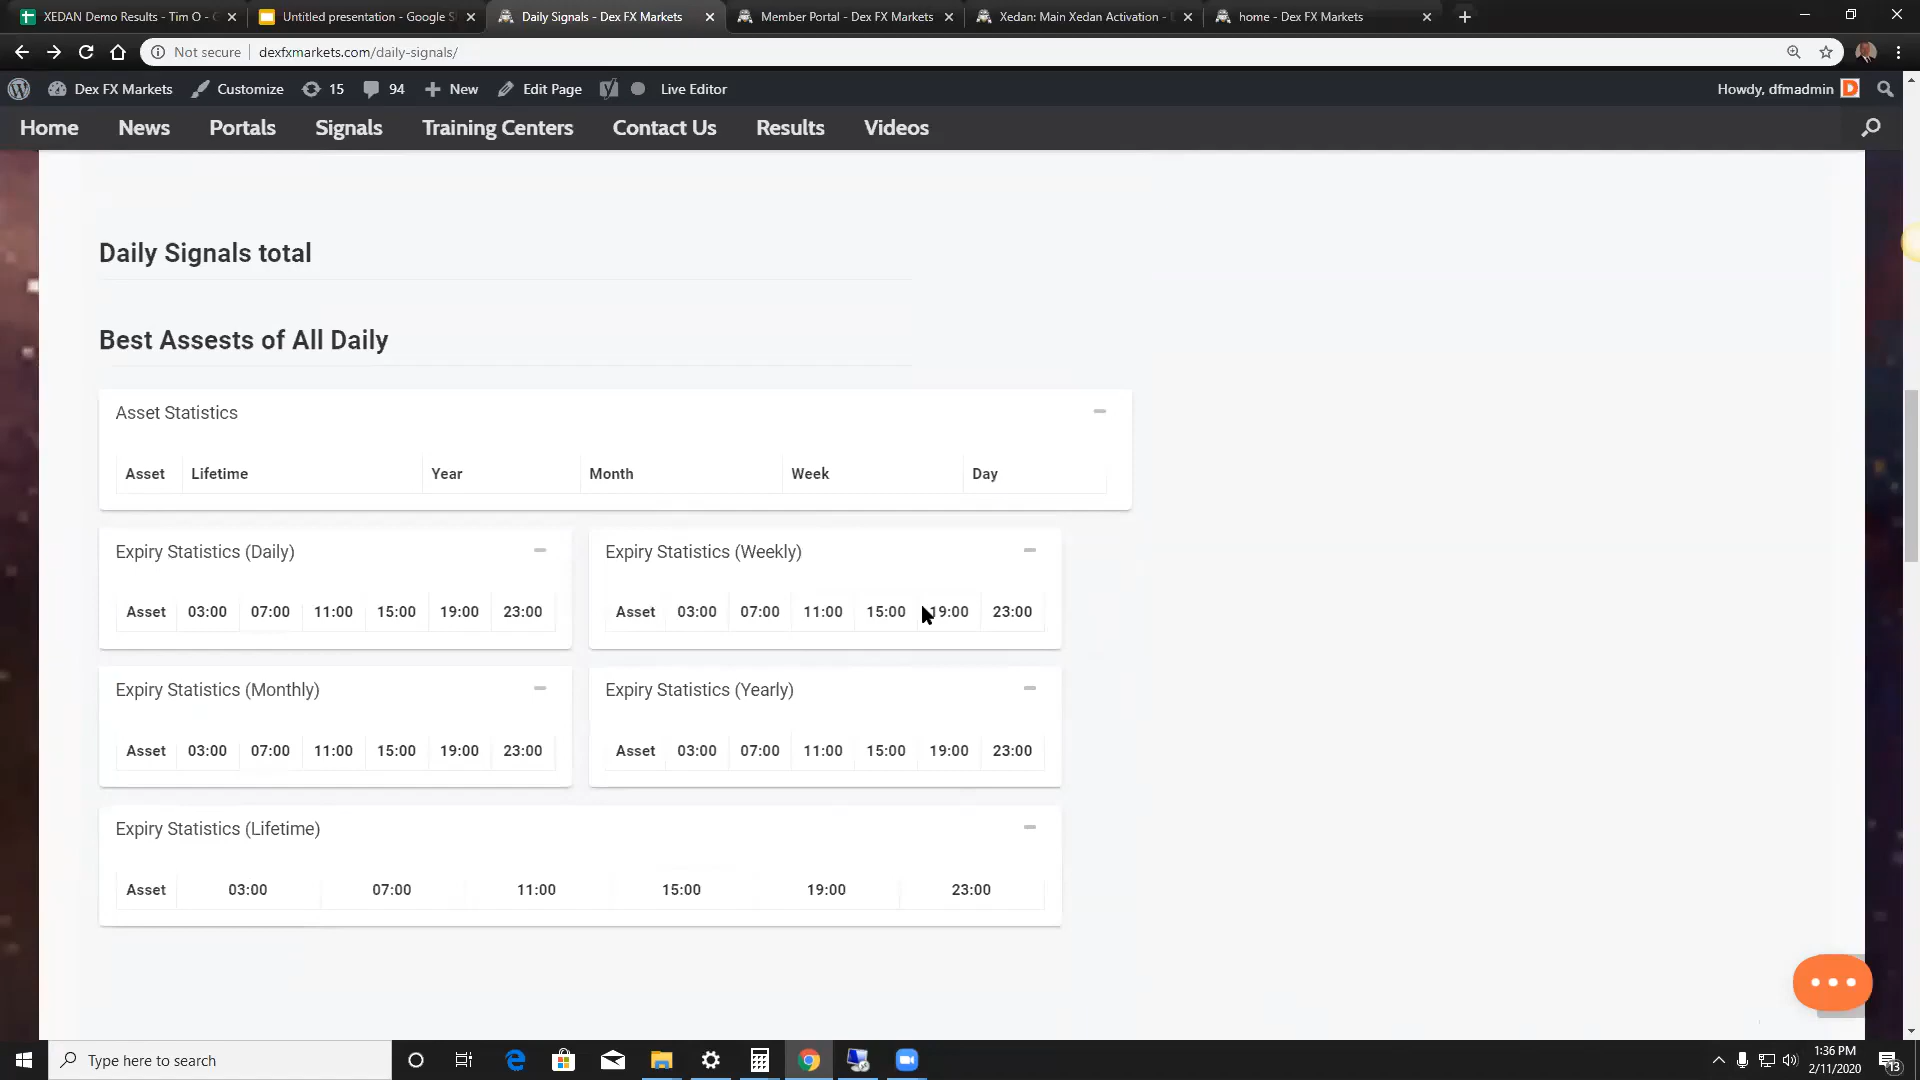 XEDAN Demo Results - Tim O - G
Untitled presentation - Google S
Daily Signals - Dex FX Markets
Member Portal - Dex FX Markets
Xedan: Main Xedan Activation -
home - Dex FX Markets
Not secure
dexfxmarkets.com/daily-signals/
Dex FX Markets
Customize
15
94
New
Edit Page
Live Editor
Howdy, dfmadmin
Home News Portals Signals Training Centers Contact Us Results Videos
Daily Signals total
Best Assests of All Daily
Asset Statistics
Asset Lifetime Year Month Week Day
Expiry Statistics (Daily)
Asset 03:00 07:00 11:00 15:00 19:00 23:00
Expiry Statistics (Weekly)
Asset 03:00 07:00 11:00 15:00 19:00 23:00
Expiry Statistics (Monthly)
Asset 03:00 07:00 11:00 15:00 19:00 23:00
Expiry Statistics (Yearly)
Asset 03:00 07:00 11:00 15:00 19:00 23:00
Expiry Statistics (Lifetime)
Asset 03:00 07:00 11:00 15:00 19:00 23:00
Type here to search
1:36 PM
2/11/2020
13